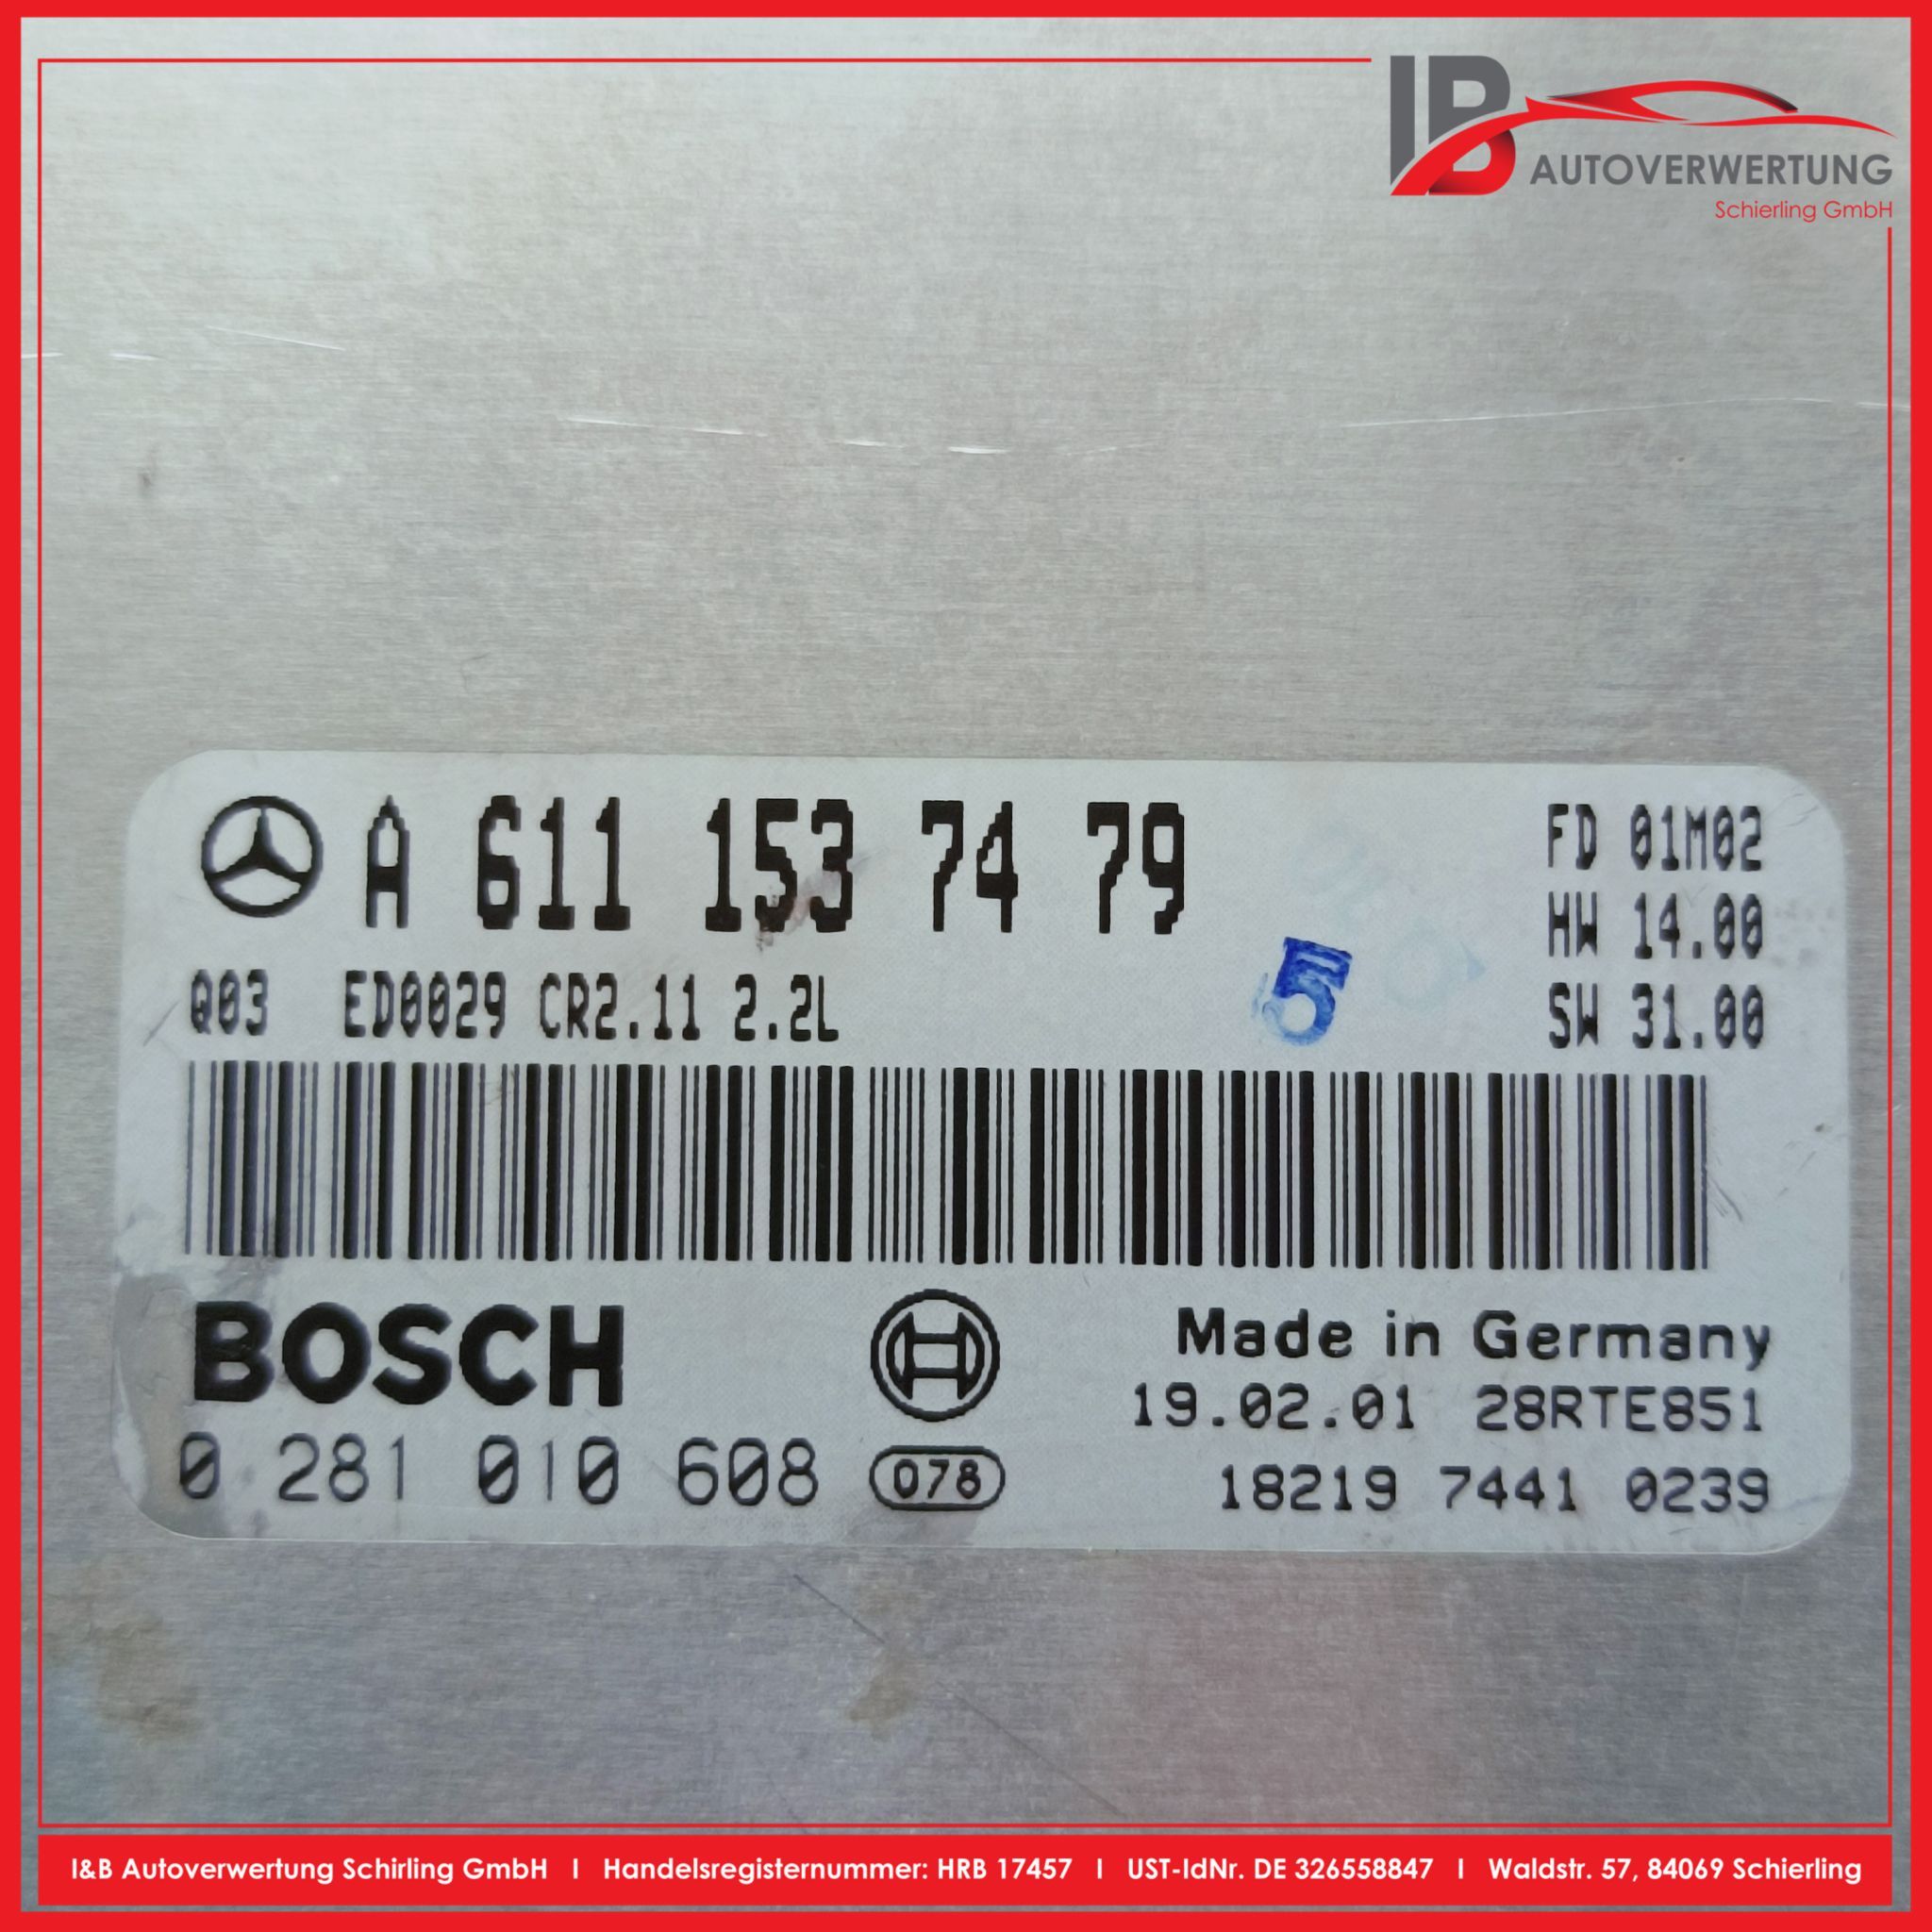 IB
AUTOVERWERTUNG
Schierling GmbH
A 611 153 74 79
FD 01M02
HW 14.00
5
Q03 ED0029 CR2.11 2.2L
SW 31.00
BOSCH
Made in Germany
19.02.01 28RTE851
0 281 010 608
078
18219 7441 0239
I&B Autoverwertung Schirling GmbH I Handelsregisternummer: HRB 17457 I UST-IdNr. DE 326558847 I Waldstr. 57, 84069 Schierling